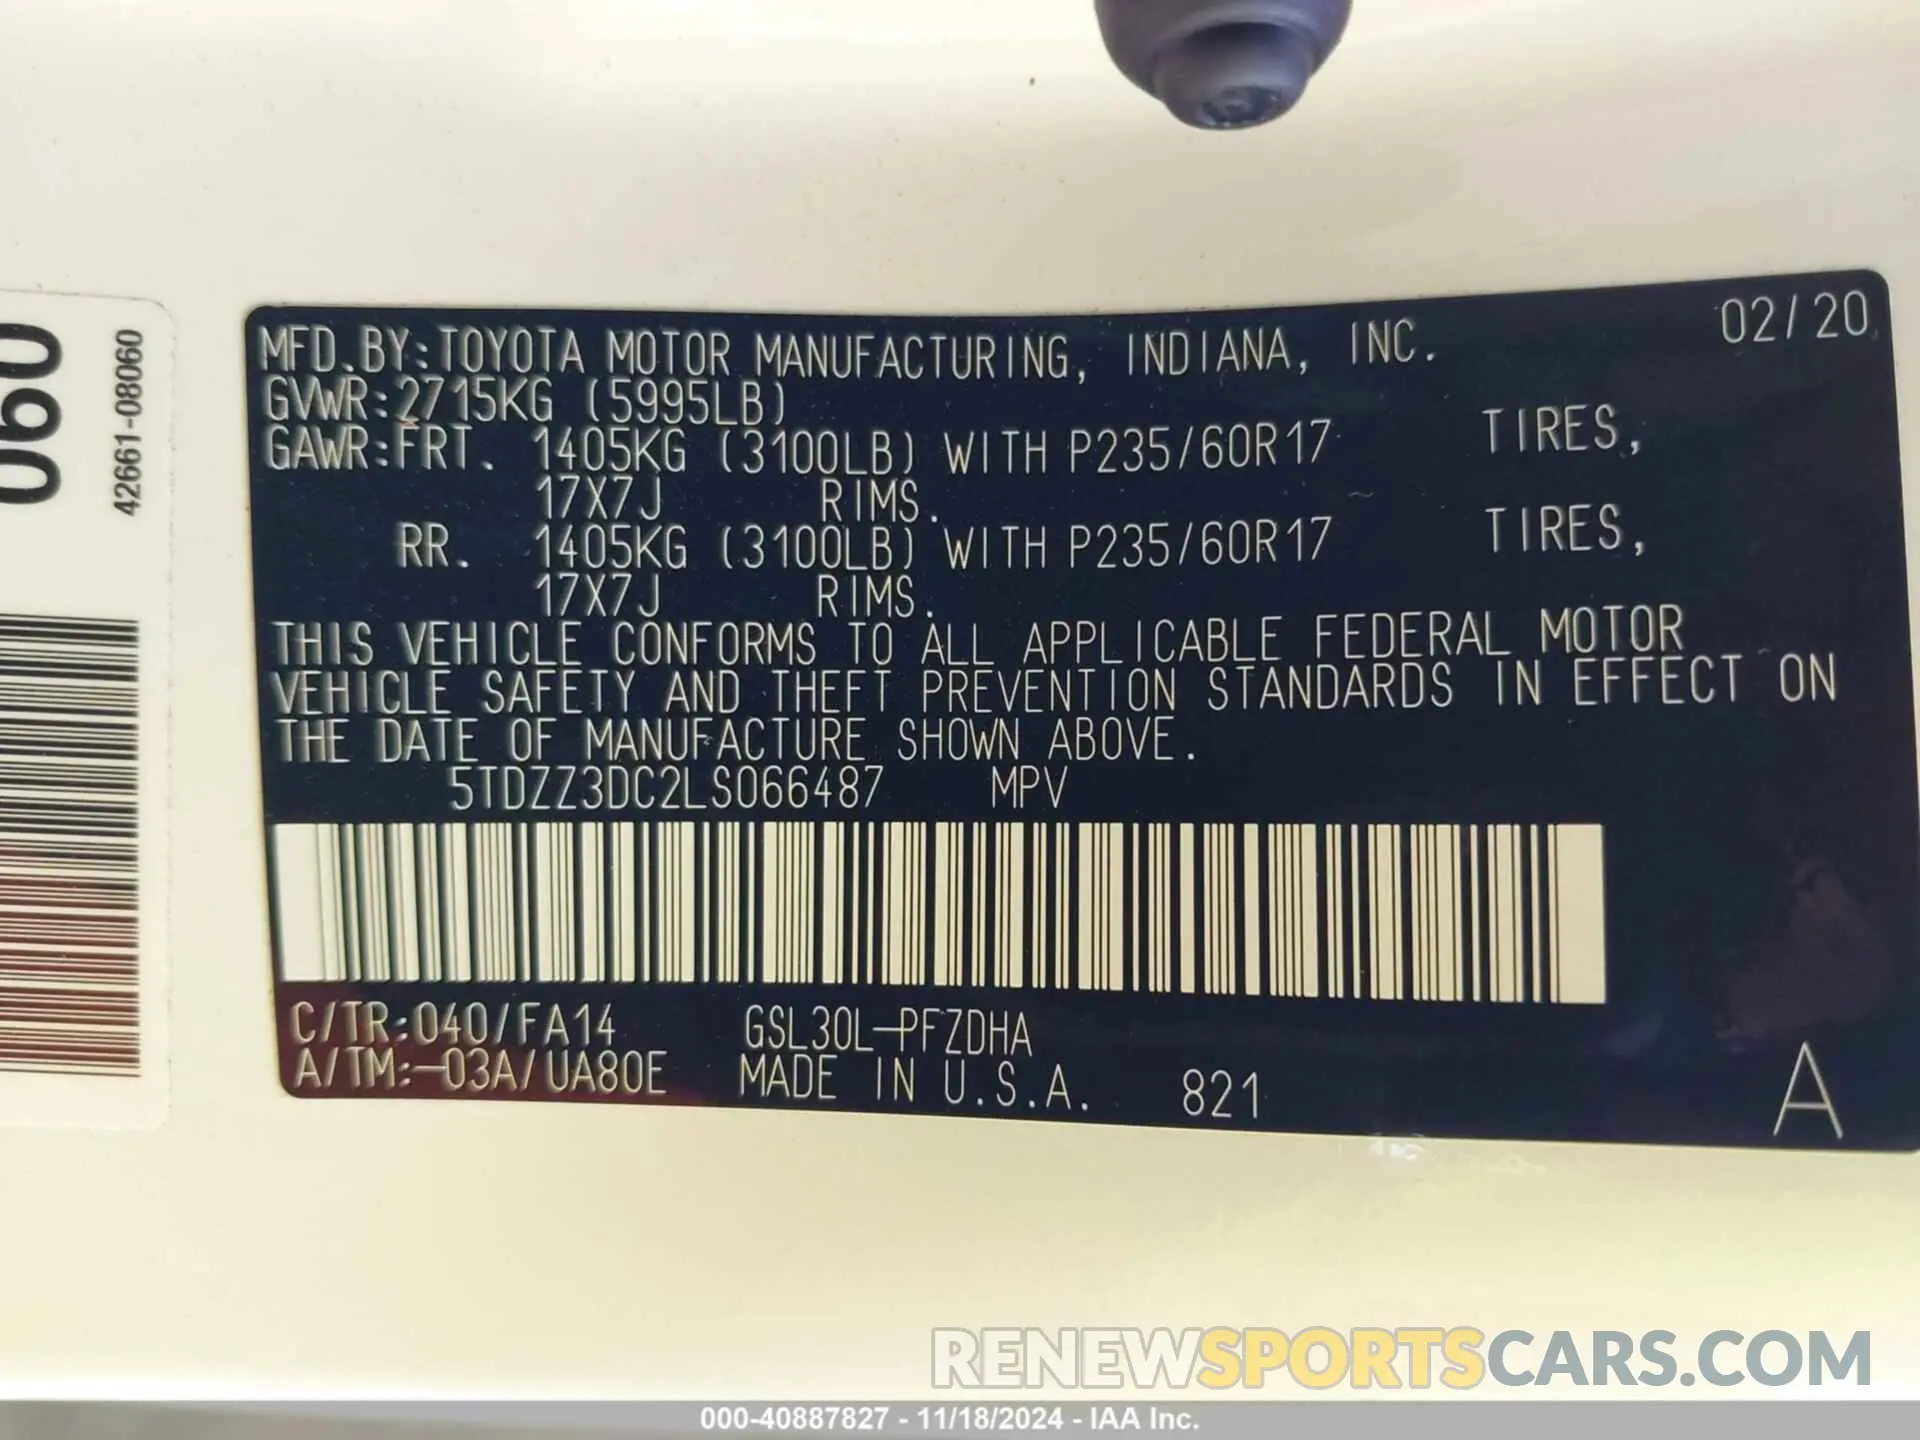 MFD.BY:TOYOTA MOTOR MANUFACTURING, INDIANA, INC. 02/20
GVWR:2715KG (5995LB)
GAWR:FRT. 1405KG (3100LB) WITH P235/60R17 TIRES,
17X7J RIMS.
RR. 1405KG (3100LB) WITH P235/60R17 TIRES,
17X7J RIMS.
THIS VEHICLE CONFORMS TO ALL APPLICABLE FEDERAL MOTOR
VEHICLE SAFETY AND THEFT PREVENTION STANDARDS IN EFFECT ON
THE DATE OF MANUFACTURE SHOWN ABOVE.
5TDZZ3DC2LS066487 MPV
C/TR:040/FA14 GSL30L-PFZDHA
A/TM:-03A/UA80E MADE IN U.S.A. 821 A
060
42661-08060
RENEWSPORTSCARS.COM
000-40887827 - 11/18/2024 - IAA Inc.